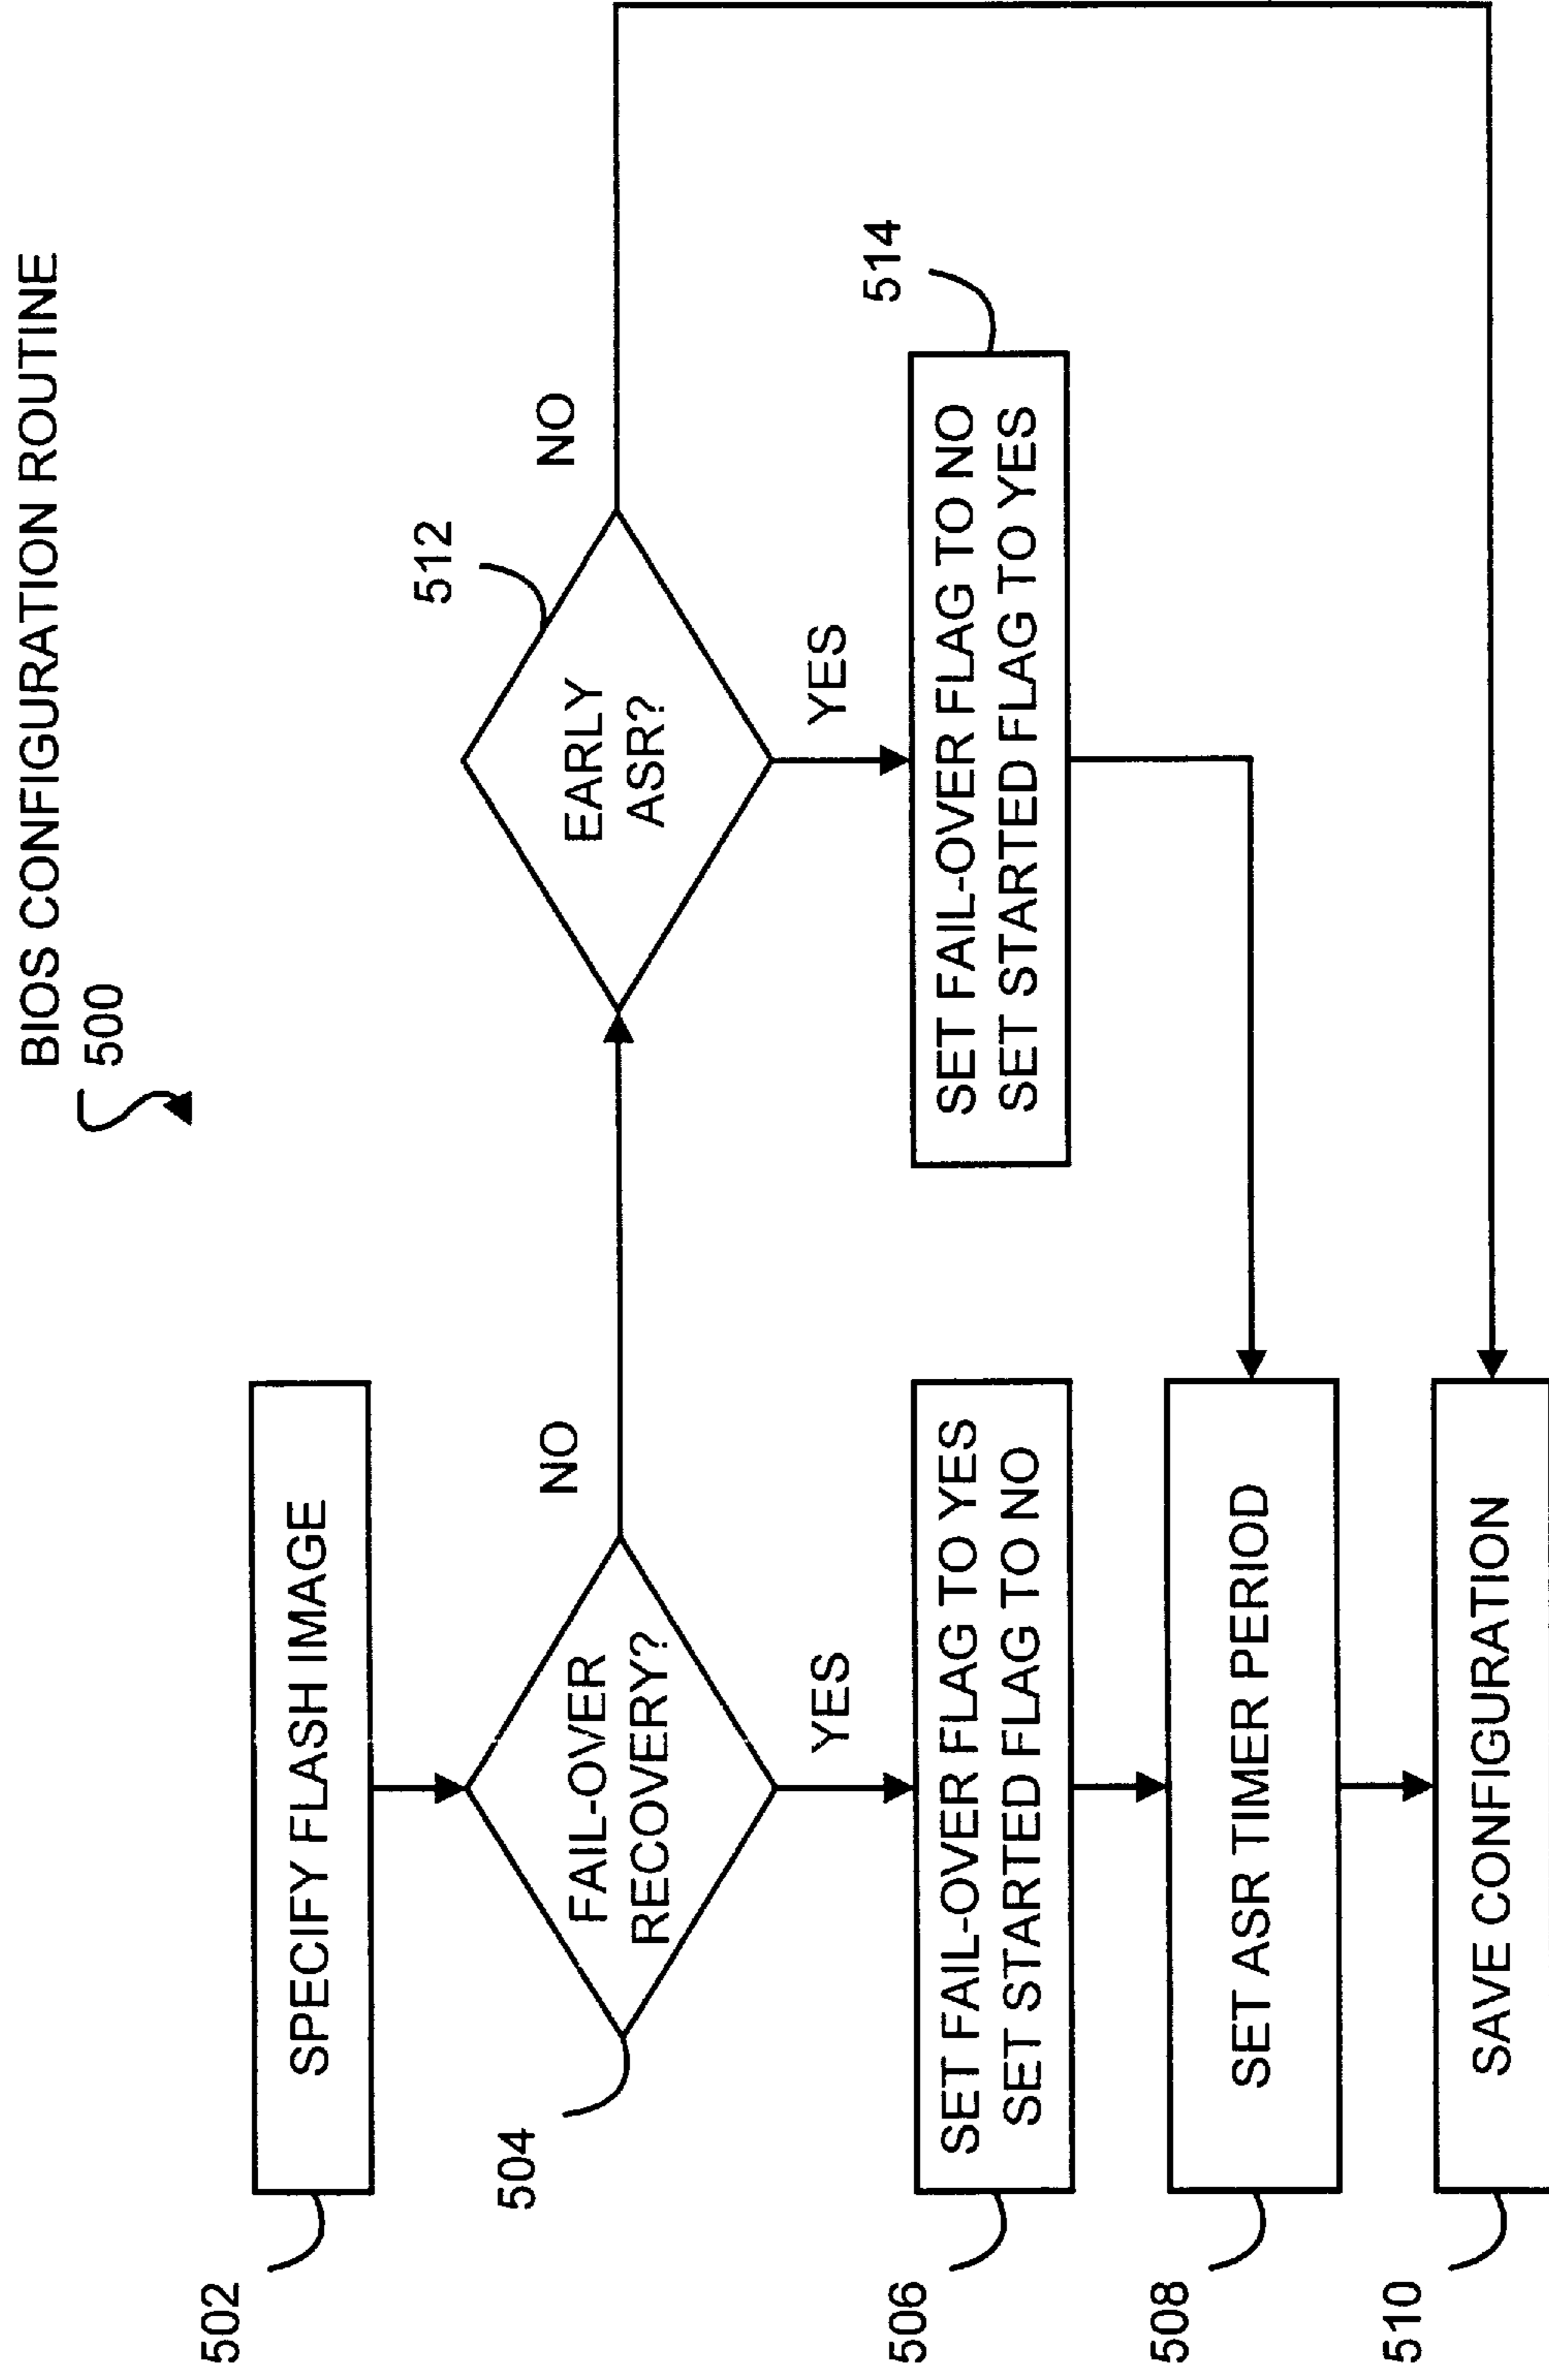 BIOS CONFIGURATION ROUTINE
500
502
SPECIFY FLASH IMAGE
504
FAIL-OVER
RECOVERY?
NO
YES
512
EARLY
ASR?
NO
YES
506
SET FAIL-OVER FLAG TO YES
SET STARTED FLAG TO NO
514
SET FAIL-OVER FLAG TO NO
SET STARTED FLAG TO YES
508
SET ASR TIMER PERIOD
510
SAVE CONFIGURATION